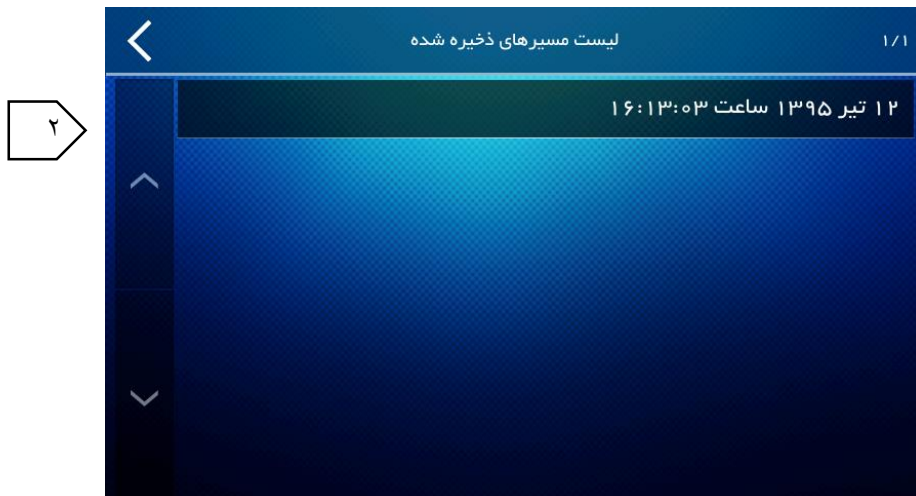 لیست مسیرهای ذخیره شده
۱/۱
۱۲ تیر ۱۳۹۵ ساعت ۱۶:۱۳:۰۳
۲